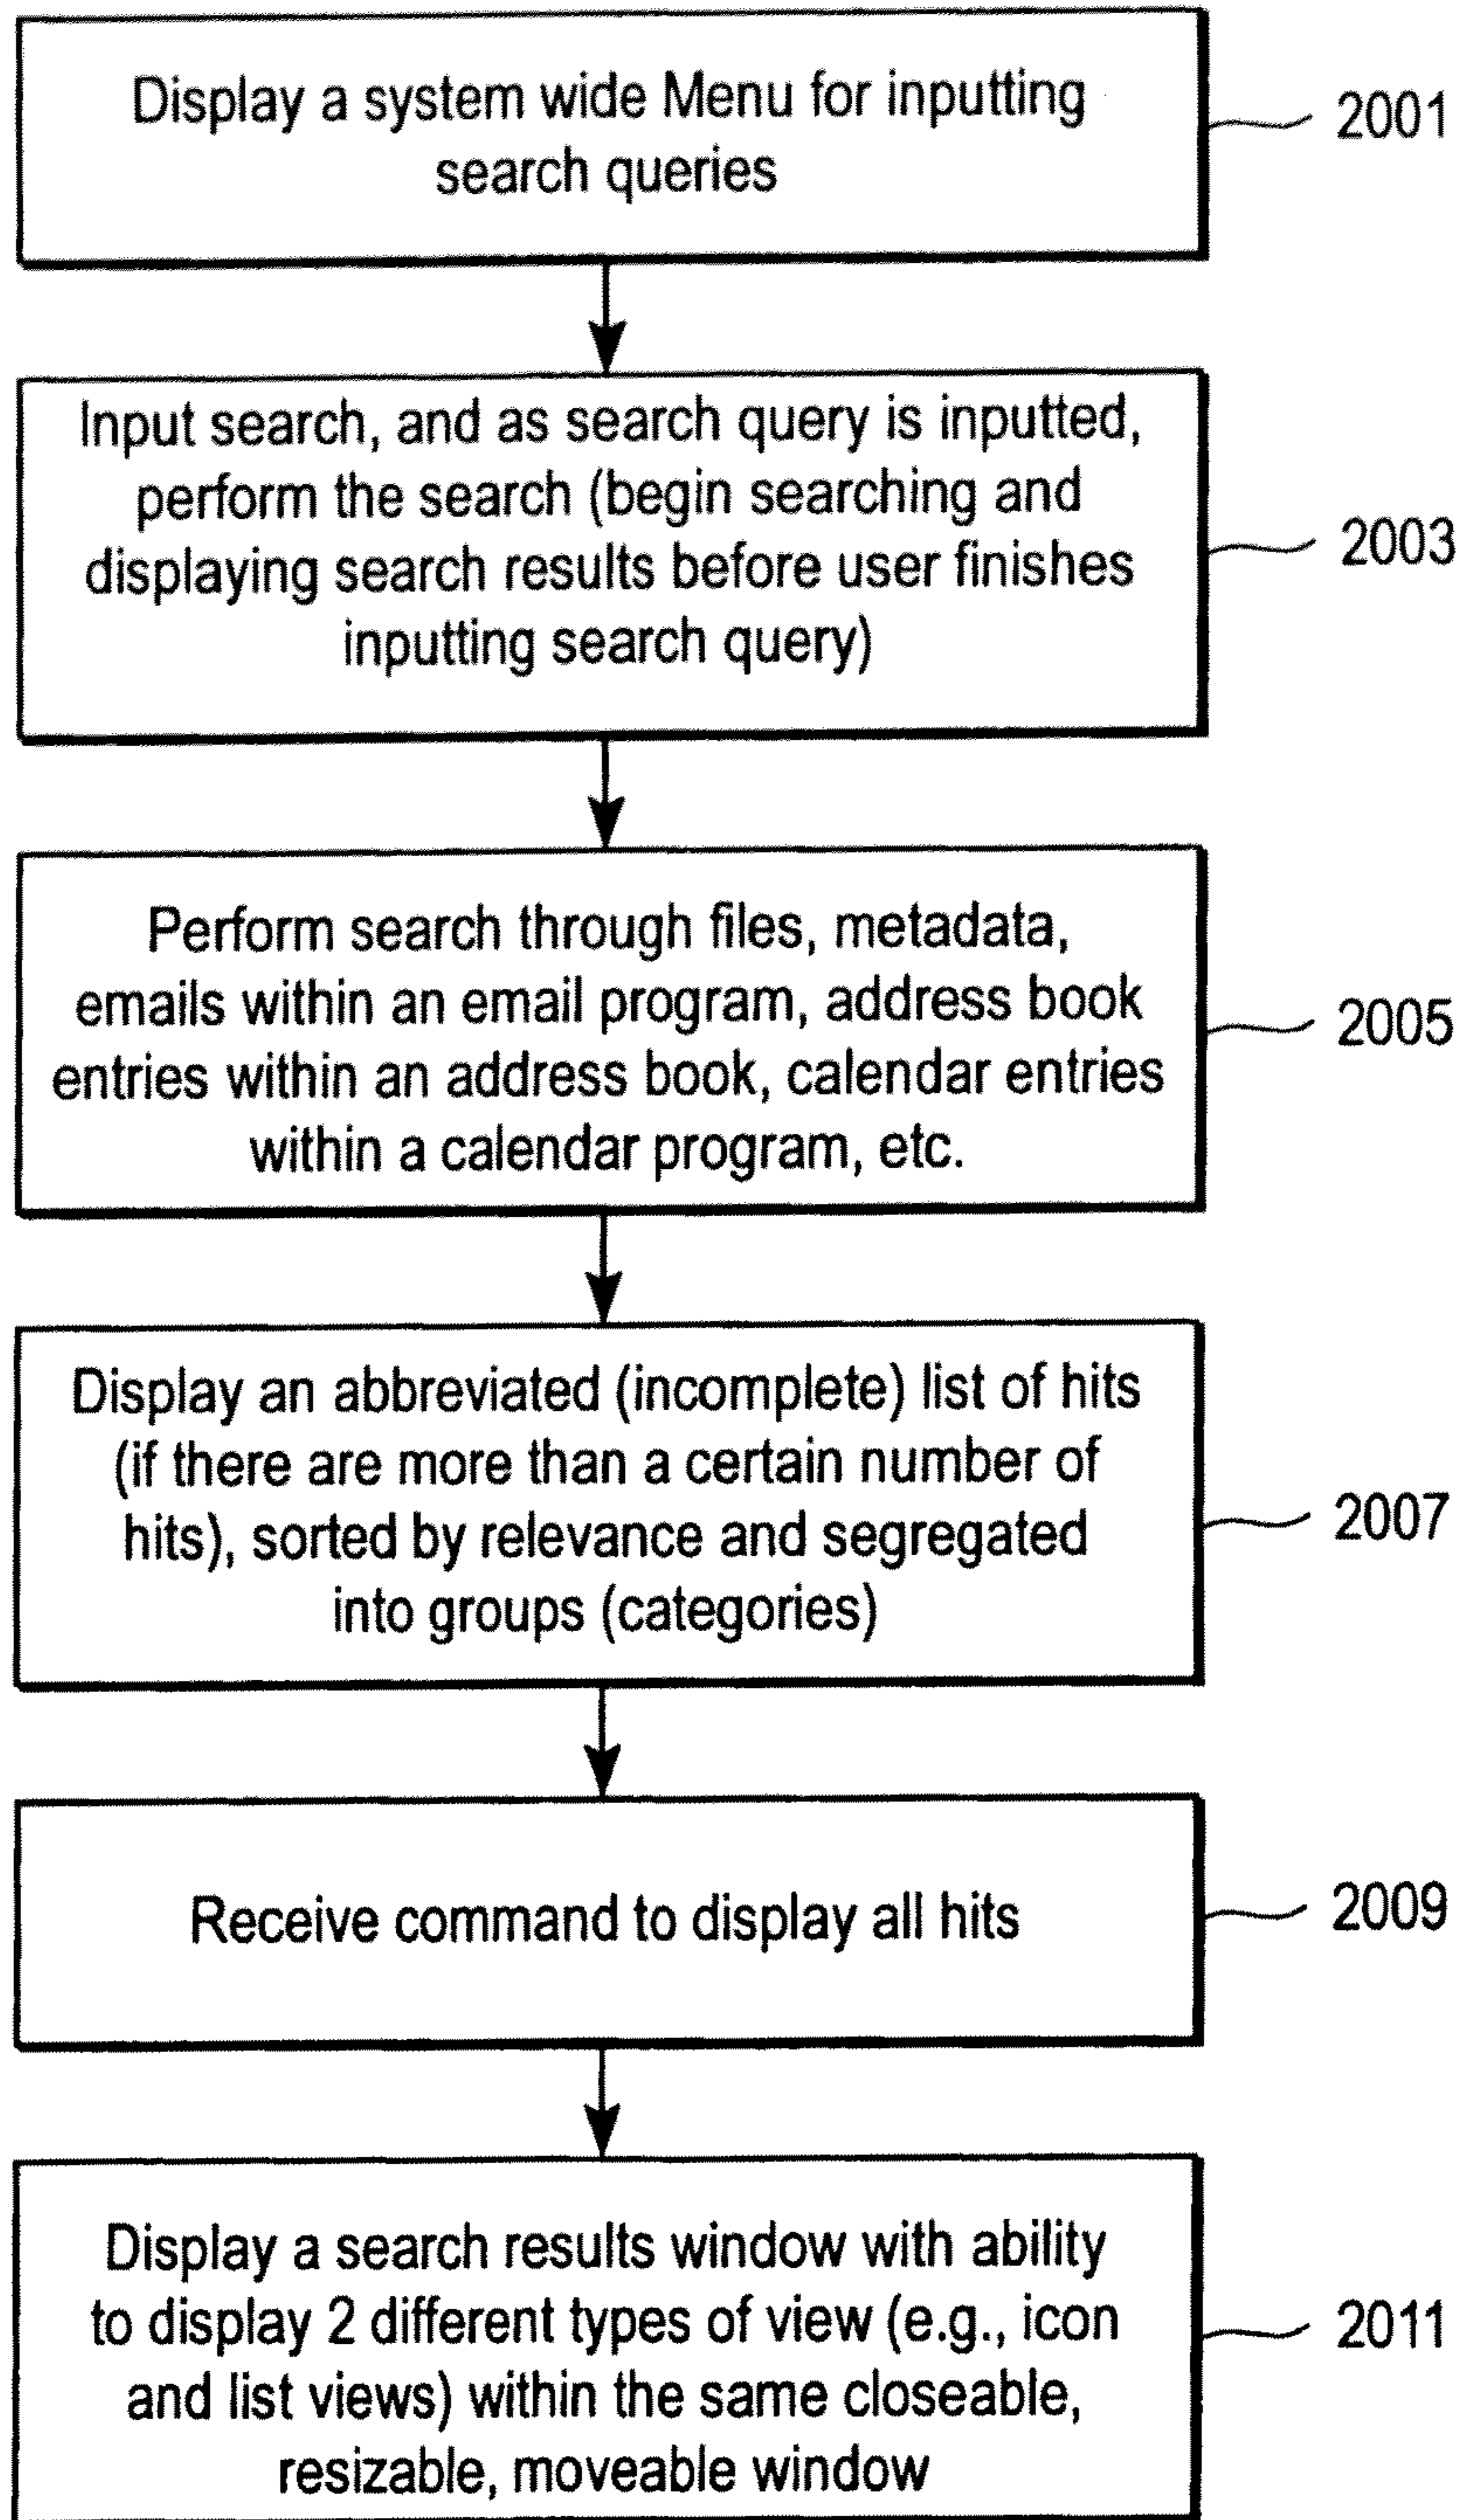 Display a system wide Menu for inputting
search queries
2001
Input search, and as search query is inputted,
perform the search (begin searching and
displaying search results before user finishes
inputting search query)
2003
Perform search through files, metadata,
emails within an email program, address book
entries within an address book, calendar entries
within a calendar program, etc.
2005
Display an abbreviated (incomplete) list of hits
(if there are more than a certain number of
hits), sorted by relevance and segregated
into groups (categories)
2007
Receive command to display all hits
2009
Display a search results window with ability
to display 2 different types of view (e.g., icon
and list views) within the same closeable,
resizable, moveable window
2011